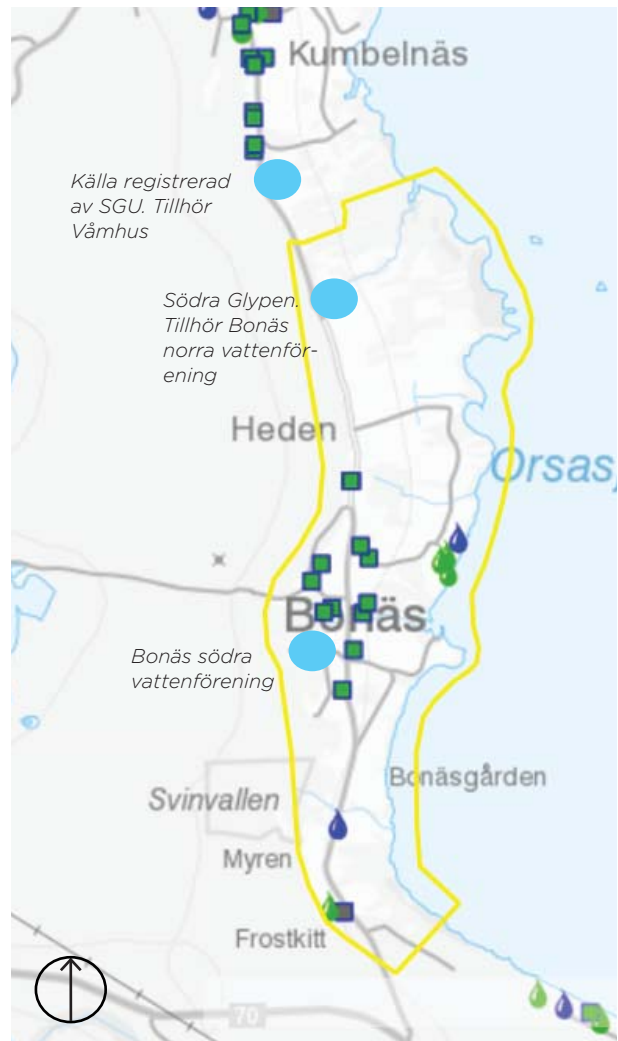 Kumbelnäs
Källa registrerad
av SGU. Tillhör
Våmhus
Södra Glypen.
Tillhör Bonäs
norra vattenför-
ening
Heden
Orsas
Bonäs
Bonäs södra
vattenförening
Bonäsgården
Svinvallen
Myren
Frostkitt
70